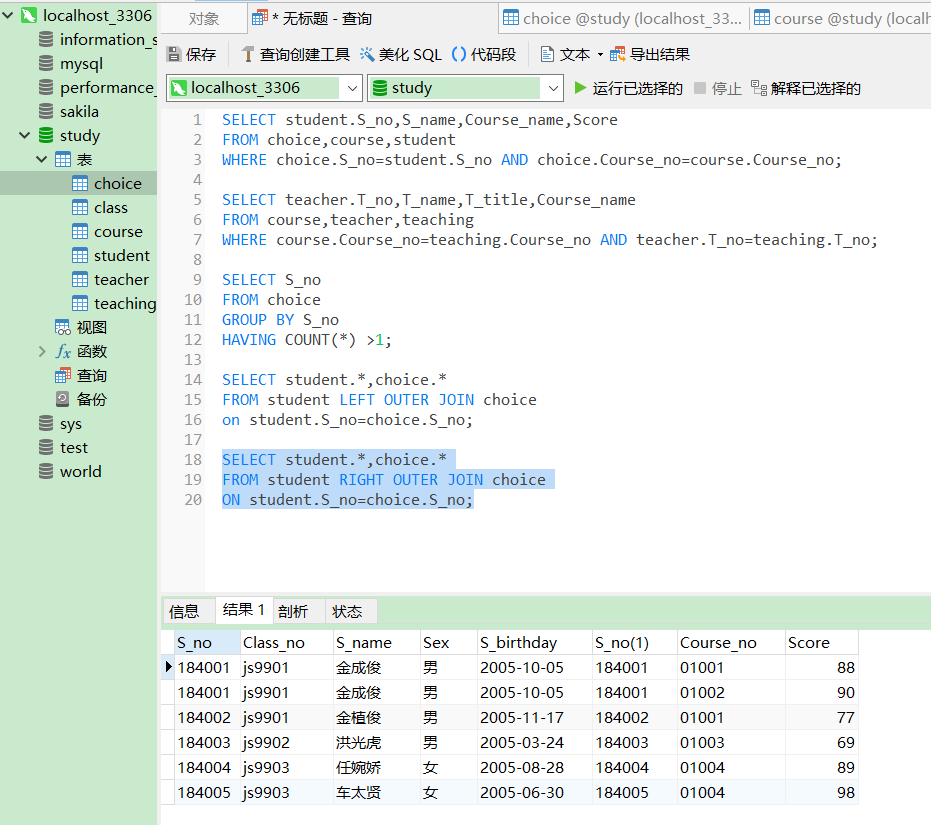 localhost_3306
information_s
mysql
performance_
sakila
study
表
choice
class
course
student
teacher
teaching
视图
fx 函数
查询
备份
sys
test
world
对象
* 无标题 - 查询
choice @study (localhost_33...
course @study (localh
保存
查询创建工具
美化 SQL
() 代码段
文本
导出结果
localhost_3306
study
运行已选择的
停止
解释已选择的
1 SELECT student.S_no,S_name,Course_name,Score
2 FROM choice,course,student
3 WHERE choice.S_no=student.S_no AND choice.Course_no=course.Course_no;
4
5 SELECT teacher.T_no,T_name,T_title,Course_name
6 FROM course,teacher,teaching
7 WHERE course.Course_no=teaching.Course_no AND teacher.T_no=teaching.T_no;
8
9 SELECT S_no
10 FROM choice
11 GROUP BY S_no
12 HAVING COUNT(*) >1;
13
14 SELECT student.*,choice.*
15 FROM student LEFT OUTER JOIN choice
16 on student.S_no=choice.S_no;
17
18 SELECT student.*,choice.*
19 FROM student RIGHT OUTER JOIN choice
20 ON student.S_no=choice.S_no;
信息 结果 1 剖析 状态
S_no Class_no S_name Sex S_birthday S_no(1) Course_no Score
184001 js9901 金成俊 男 2005-10-05 184001 01001 88
184001 js9901 金成俊 男 2005-10-05 184001 01002 90
184002 js9901 金植俊 男 2005-11-17 184002 01001 77
184003 js9902 洪光虎 男 2005-03-24 184003 01003 69
184004 js9903 任婉娇 女 2005-08-28 184004 01004 89
184005 js9903 车太贤 女 2005-06-30 184005 01004 98